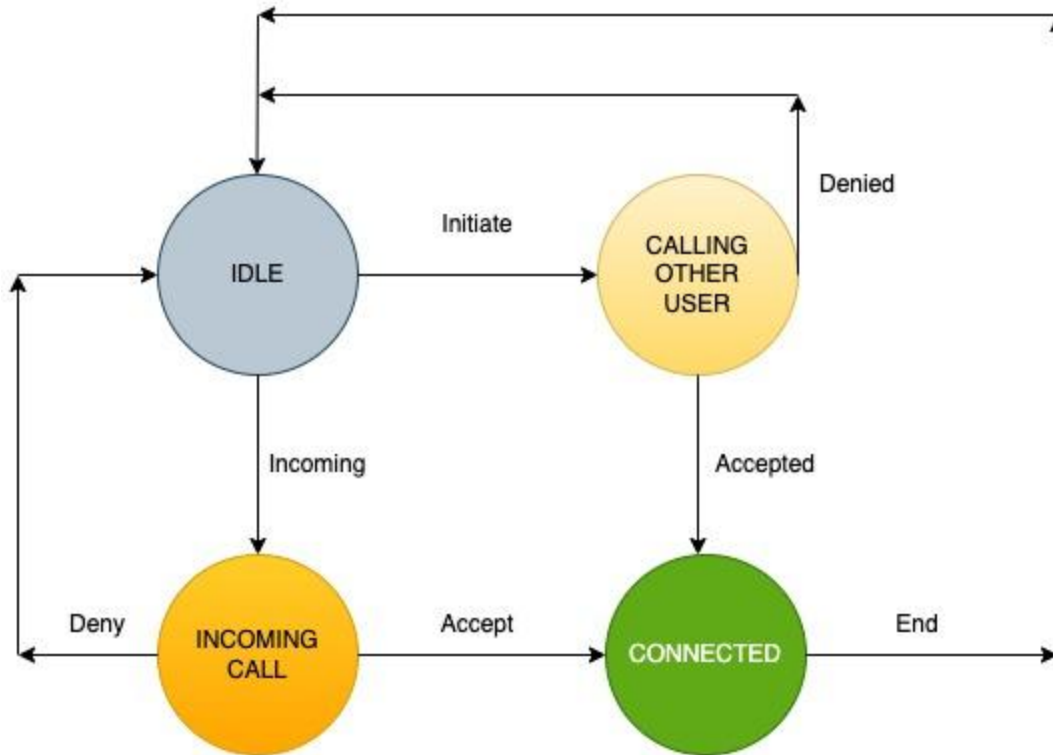 Denied
Initiate
IDLE
CALLING
OTHER
USER
Incoming
Accepted
Deny
INCOMING
CALL
Accept
CONNECTED
End